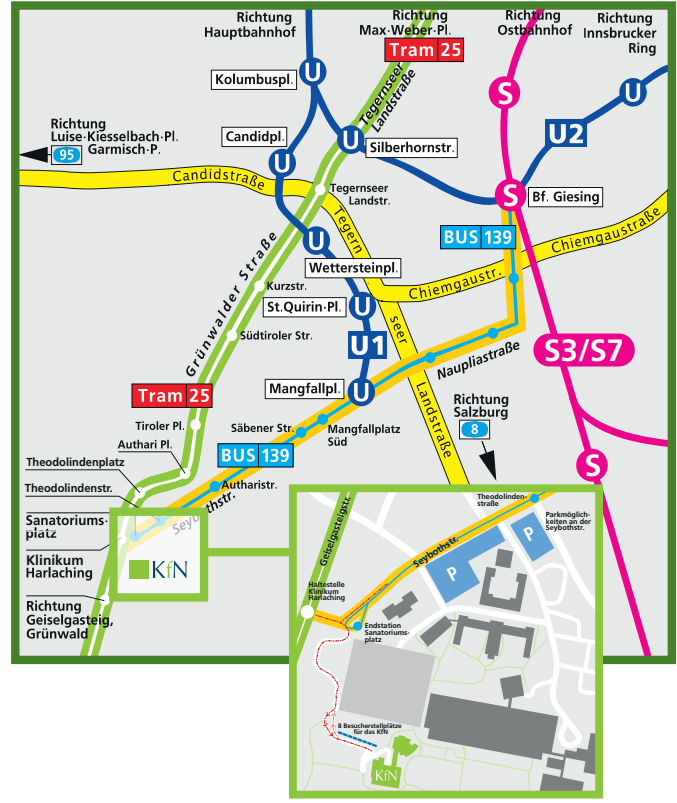 Richtung
Hauptbahnhof
Richtung
Max·Weber·Pl.
Richtung
Ostbahnhof
Richtung
Innsbrucker
Ring
Tram 25
U
Kolumbuspl.
Tegernseer
Landstraße
S
U
U2
Richtung
Luise·Kiesselbach·Pl.
Garmisch·P.
95
Candidpl.
U
U
Silberhornstr.
Candidstraße
Tegernseer
Landstr.
S
Bf. Giesing
BUS 139
Tegern
seer
Landstraße
Chiemgaustr.
Chiemgaustraße
U
Wettersteinpl.
Grünwalder Straße
Kurzstr.
St.Quirin·Pl.
U
Südtiroler Str.
U1
Naupliastraße
S3/S7
Mangfallpl.
U
Tram 25
Richtung
Salzburg
8
Tiroler Pl.
Säbener Str.
Mangfallplatz
Süd
Authari Pl.
BUS 139
S
Theodolindenplatz
Theodolindenstr.
Autharistr.
Seybothstr.
Sanatoriums-
platz
Klinikum
Harlaching
KfN
Richtung
Geiselgasteig,
Grünwald
Theodolinden-
straße
Geiselgasteigstr.
Parkmöglich-
keiten an der
Seybothstr.
Seybothstr.
P
P
Haltestelle
Klinikum
Harlaching
Endstation
Sanatoriums-
platz
8 Besucherstellplätze
für das KfN
KfN